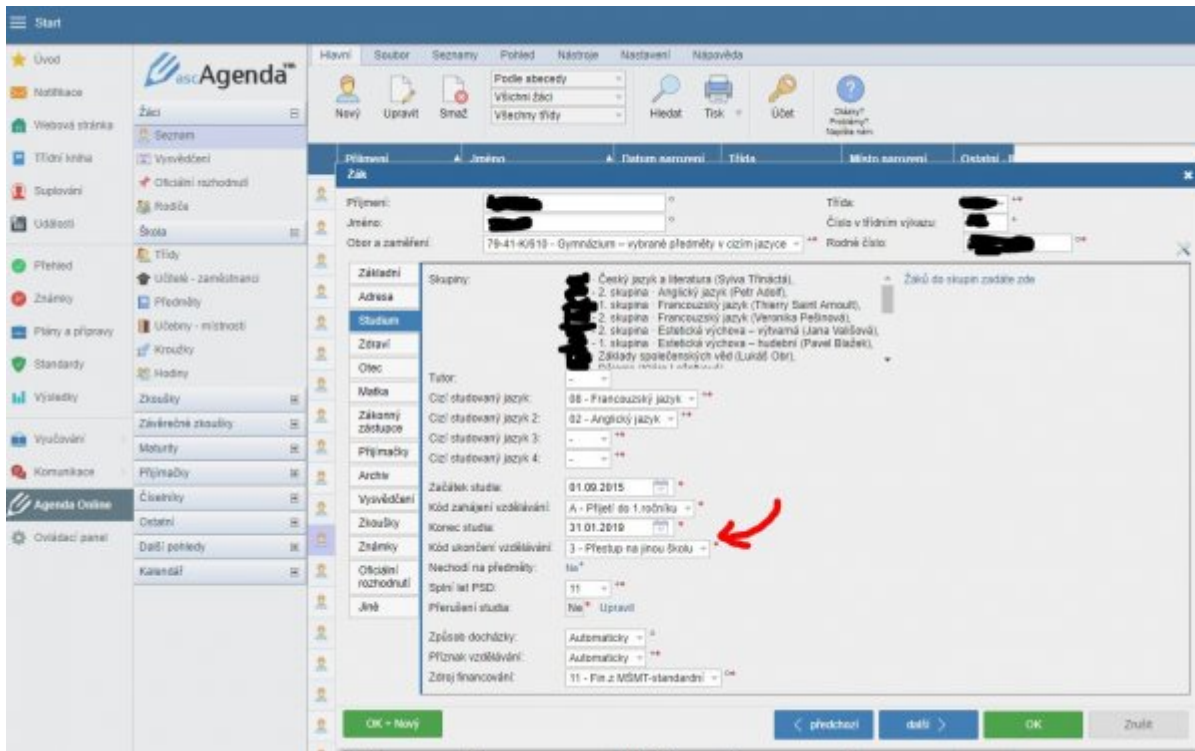 Start
Úvod
Notifikace
Webová stránka
Třídní kniha
Suplování
Události
Přehled
Známky
Plány a přípravy
Standardy
Výsledky
Vyučování
Komunikace
Agenda Online
Ovládací panel
ascAgenda™
Žáci
Seznam
Vysvědčení
Oficiální rozhodnutí
Rodiče
Škola
Třídy
Učitelé - zaměstnanci
Předměty
Učebny - místnosti
Kroužky
Hodiny
Zkoušky
Závěrečné zkoušky
Maturity
Přijímačky
Číselníky
Ostatní
Další pohledy
Kalendář
Hlavní Soubor Seznamy Pohled Nástroje Nastavení Nápověda
Nový Upravit Smaž
Podle abecedy
Všichni žáci
Všechny třídy
Hledat Tisk Účet
Otázky?
Problémy?
Napište nám
Příjmení Jméno Datum narození Třída Místo narození Ostatní -
Žák
Příjmení: Třída:
Jméno: Číslo v třídním výkazu:
Obor a zaměření: 79-41-K/610 - Gymnázium – vybrané předměty v cizím jazyce Rodné číslo:
Základní
Adresa
Studium
Zdraví
Otec
Matka
Zákonný
zástupce
Přijímačky
Archiv
Vysvědčení
Zkoušky
Známky
Oficiální
rozhodnutí
Jiné
Skupiny: - Český jazyk a literatura (Sylva Třináctá), Žáků do skupin zadáte zde
- 2. skupina - Anglický jazyk (Petr Adolf),
1. skupina - Francouzský jazyk (Thierry Saint Arnoult),
- 2. skupina - Francouzský jazyk (Veronika Pešinová),
- 2. skupina - Estetická výchova – výtvarná (Jana Vališová),
- 1. skupina - Estetická výchova – hudební (Pavel Blažek),
Základy společenských věd (Lukáš Obr),
Tutor: -
Cizí studovaný jazyk: 08 - Francouzský jazyk
Cizí studovaný jazyk 2: 02 - Anglický jazyk
Cizí studovaný jazyk 3: -
Cizí studovaný jazyk 4: -
Začátek studia: 01.09.2015
Kód zahájení vzdělávání: A - Přijetí do 1.ročníku
Konec studia: 31.01.2019
Kód ukončení vzdělávání: 3 - Přestup na jinou školu
Nechodí na předměty: Ne
Splní let PSD: 11
Přerušení studia: Ne Upravit
Způsob docházky: Automaticky
Příznak vzdělávání: Automaticky
Zdroj financování: 11 - Fin.z MŠMT-standardní
OK + Nový < předchozí další > OK Zrušit